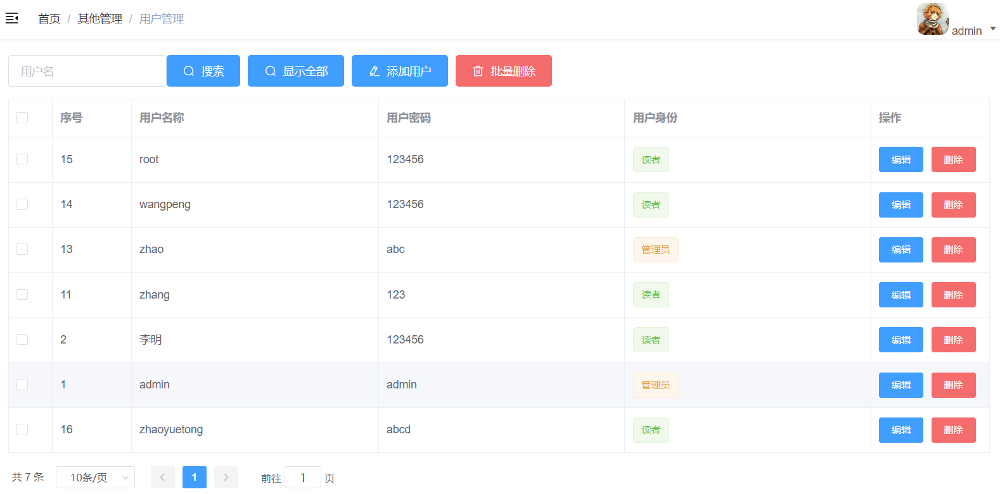 首页 / 其他管理 / 用户管理
admin
用户名 搜索 显示全部 添加用户 批量删除
序号 用户名称 用户密码 用户身份 操作
15 root 123456 读者 编辑 删除
14 wangpeng 123456 读者 编辑 删除
13 zhao abc 管理员 编辑 删除
11 zhang 123 读者 编辑 删除
2 李明 123456 读者 编辑 删除
1 admin admin 管理员 编辑 删除
16 zhaoyuetong abcd 读者 编辑 删除
共 7 条 10条/页 1 前往 1 页